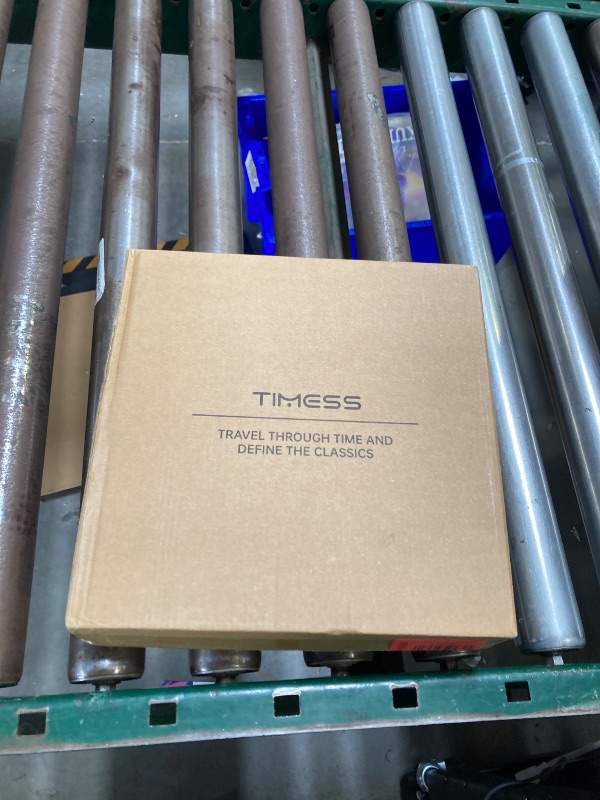 TIMESS
TRAVEL THROUGH TIME AND
DEFINE THE CLASSICS